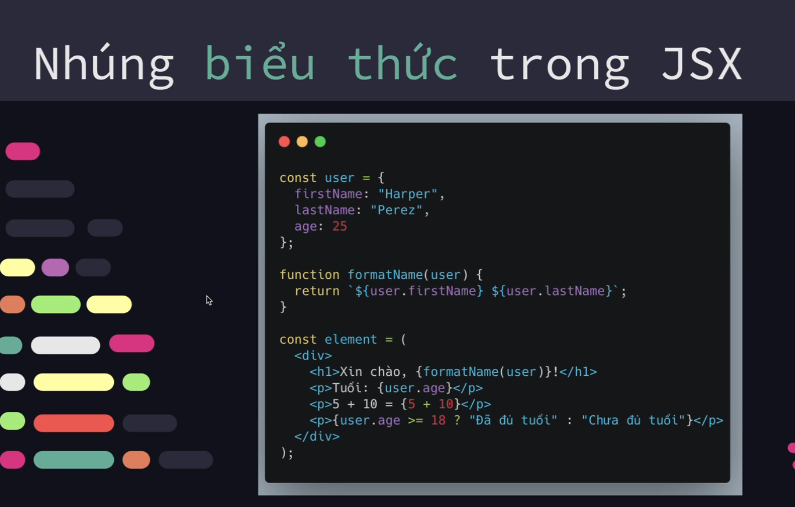 Nhúng biểu thức trong JSX
const user = {
  firstName: "Harper",
  lastName: "Perez",
  age: 25
};
function formatName(user) {
  return `${user.firstName} ${user.lastName}`;
}
const element = (
  <div>
    <h1>Xin chào, {formatName(user)}!</h1>
    <p>Tuổi: {user.age}</p>
    <p>5 + 10 = {5 + 10}</p>
    <p>{user.age >= 18 ? "Đã đủ tuổi" : "Chưa đủ tuổi"}</p>
  </div>
);